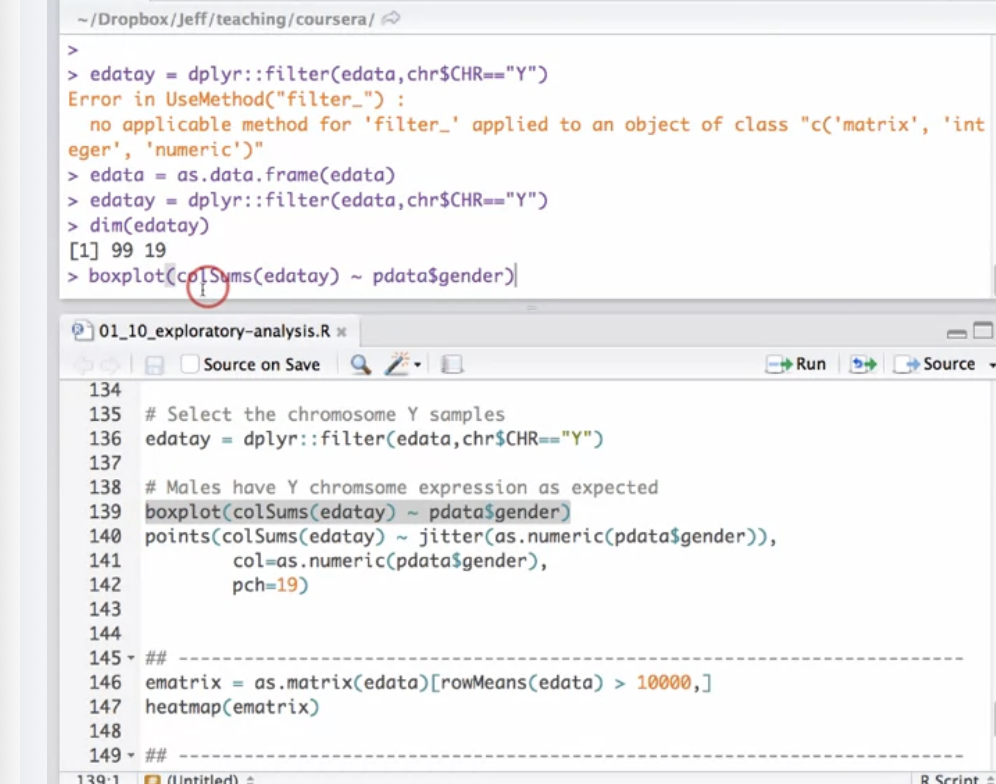 ~/Dropbox/Jeff/teaching/coursera/
>
> edatay = dplyr::filter(edata,chr$CHR=="Y")
Error in UseMethod("filter_") :
  no applicable method for 'filter_' applied to an object of class "c('matrix', 'int
eger', 'numeric')"
> edata = as.data.frame(edata)
> edatay = dplyr::filter(edata,chr$CHR=="Y")
> dim(edatay)
[1] 99 19
> boxplot(colSums(edatay) ~ pdata$gender)
01_10_exploratory-analysis.R
Source on Save Run Source
134
135 # Select the chromosome Y samples
136 edatay = dplyr::filter(edata,chr$CHR=="Y")
137
138 # Males have Y chromsome expression as expected
139 boxplot(colSums(edatay) ~ pdata$gender)
140 points(colSums(edatay) ~ jitter(as.numeric(pdata$gender)),
141         col=as.numeric(pdata$gender),
142         pch=19)
143
144
145 ## -----------------------------------------------------------------------
146 ematrix = as.matrix(edata)[rowMeans(edata) > 10000,]
147 heatmap(ematrix)
148
149 ## -----------------------------------------------------------------------
139:1 (Untitled) R Script